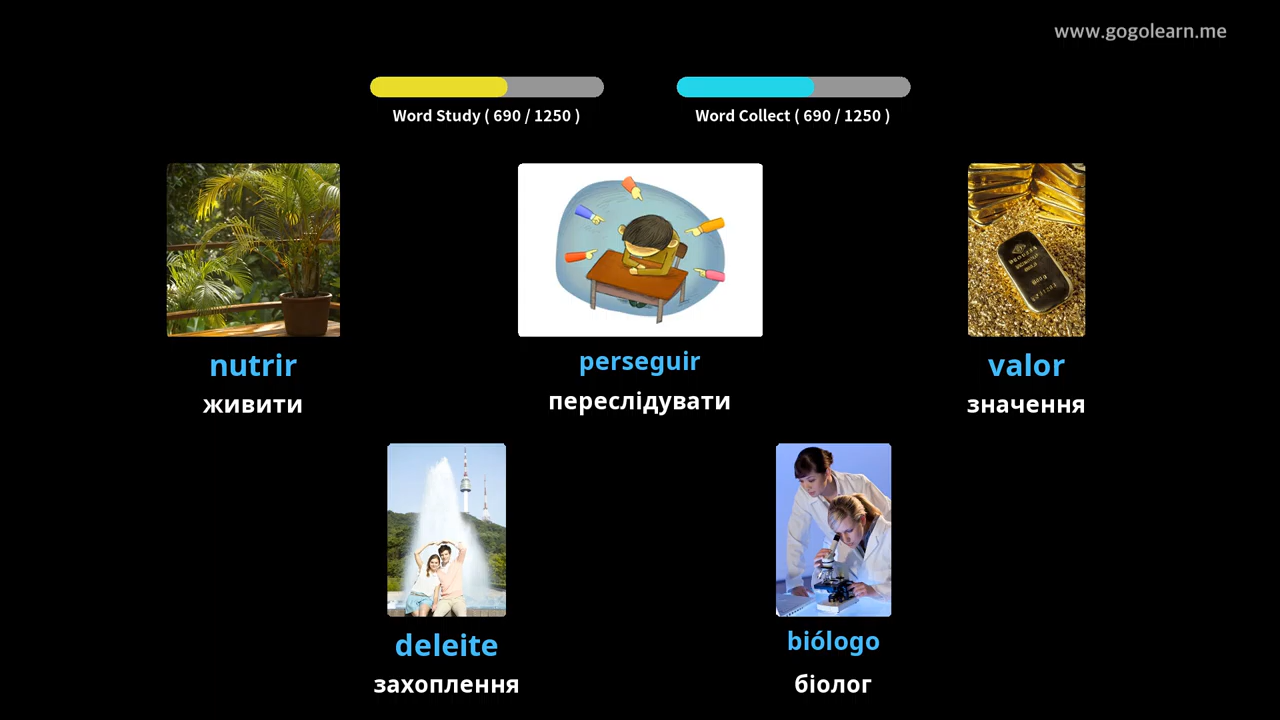 www.gogolearn.me
Word Study ( 690 / 1250 )
Word Collect ( 690 / 1250 )
nutrir
живити
perseguir
переслідувати
valor
значення
deleite
захоплення
biólogo
біолог